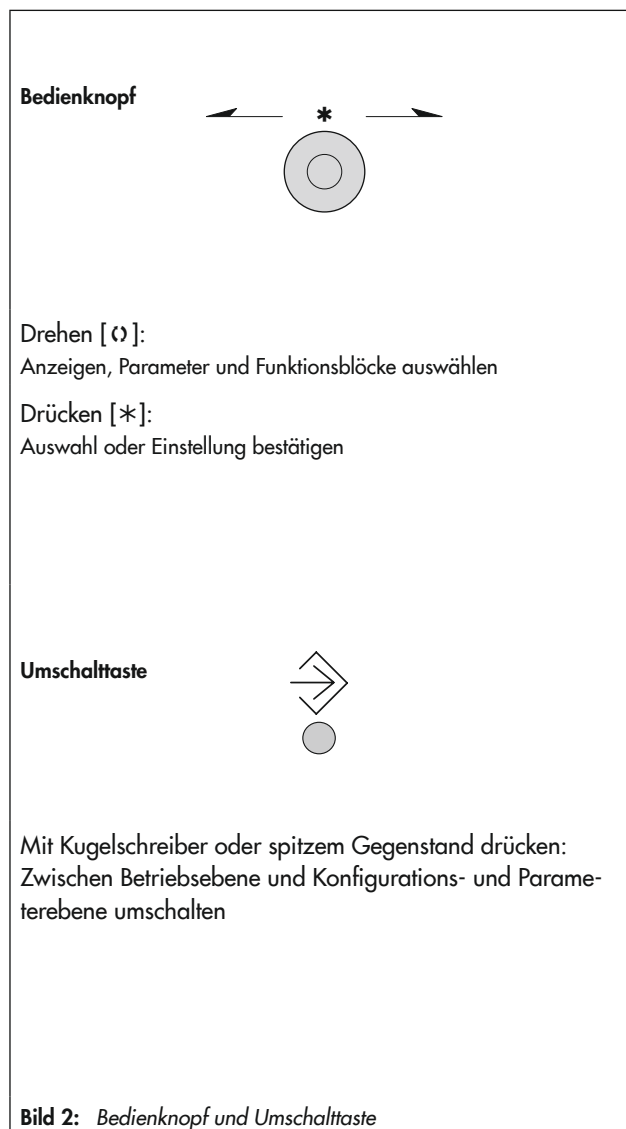 Bedienknopf
*
Drehen [⟲]:
Anzeigen, Parameter und Funktionsblöcke auswählen
Drücken [*]:
Auswahl oder Einstellung bestätigen
Umschalttaste
Mit Kugelschreiber oder spitzem Gegenstand drücken:
Zwischen Betriebsebene und Konfigurations- und Parame-
terebene umschalten
Bild 2: Bedienknopf und Umschalttaste